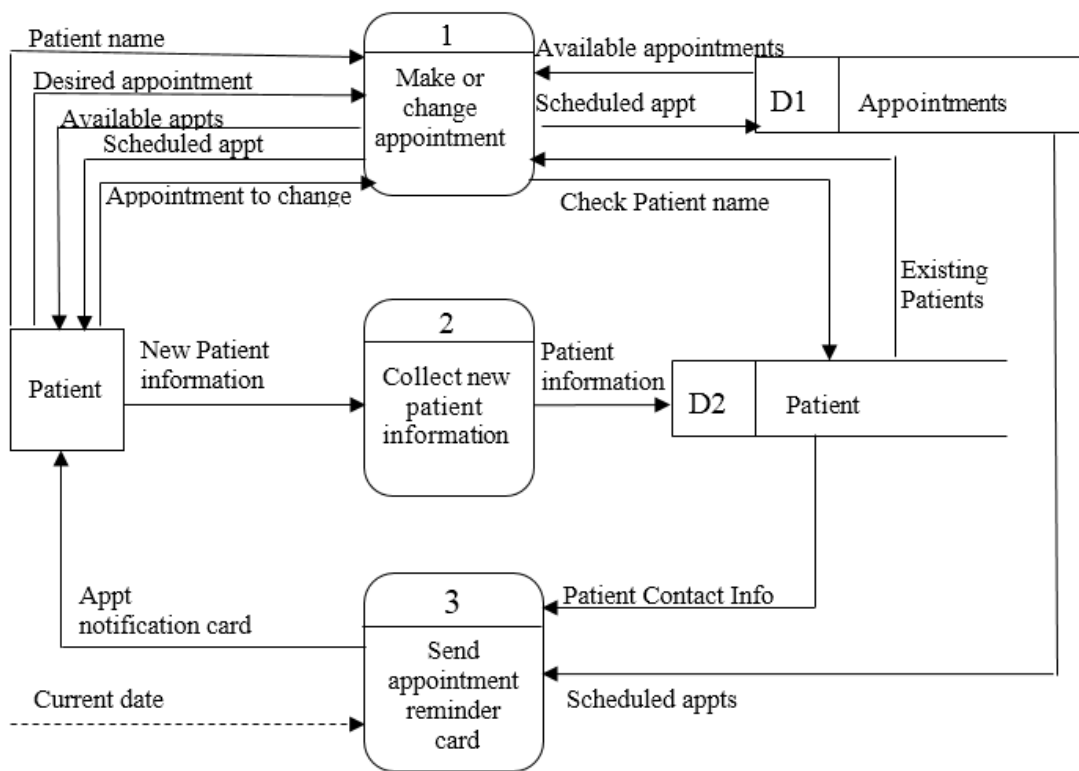 Patient name
Desired appointment
Available appts
Scheduled appt
Appointment to change
1
Make or
change
appointment
Available appointments
Scheduled appt
D1
Appointments
Check Patient name
Existing
Patients
Patient
New Patient
information
2
Collect new
patient
information
Patient
information
D2
Patient
Appt
notification card
Current date
3
Send
appointment
reminder
card
Patient Contact Info
Scheduled appts